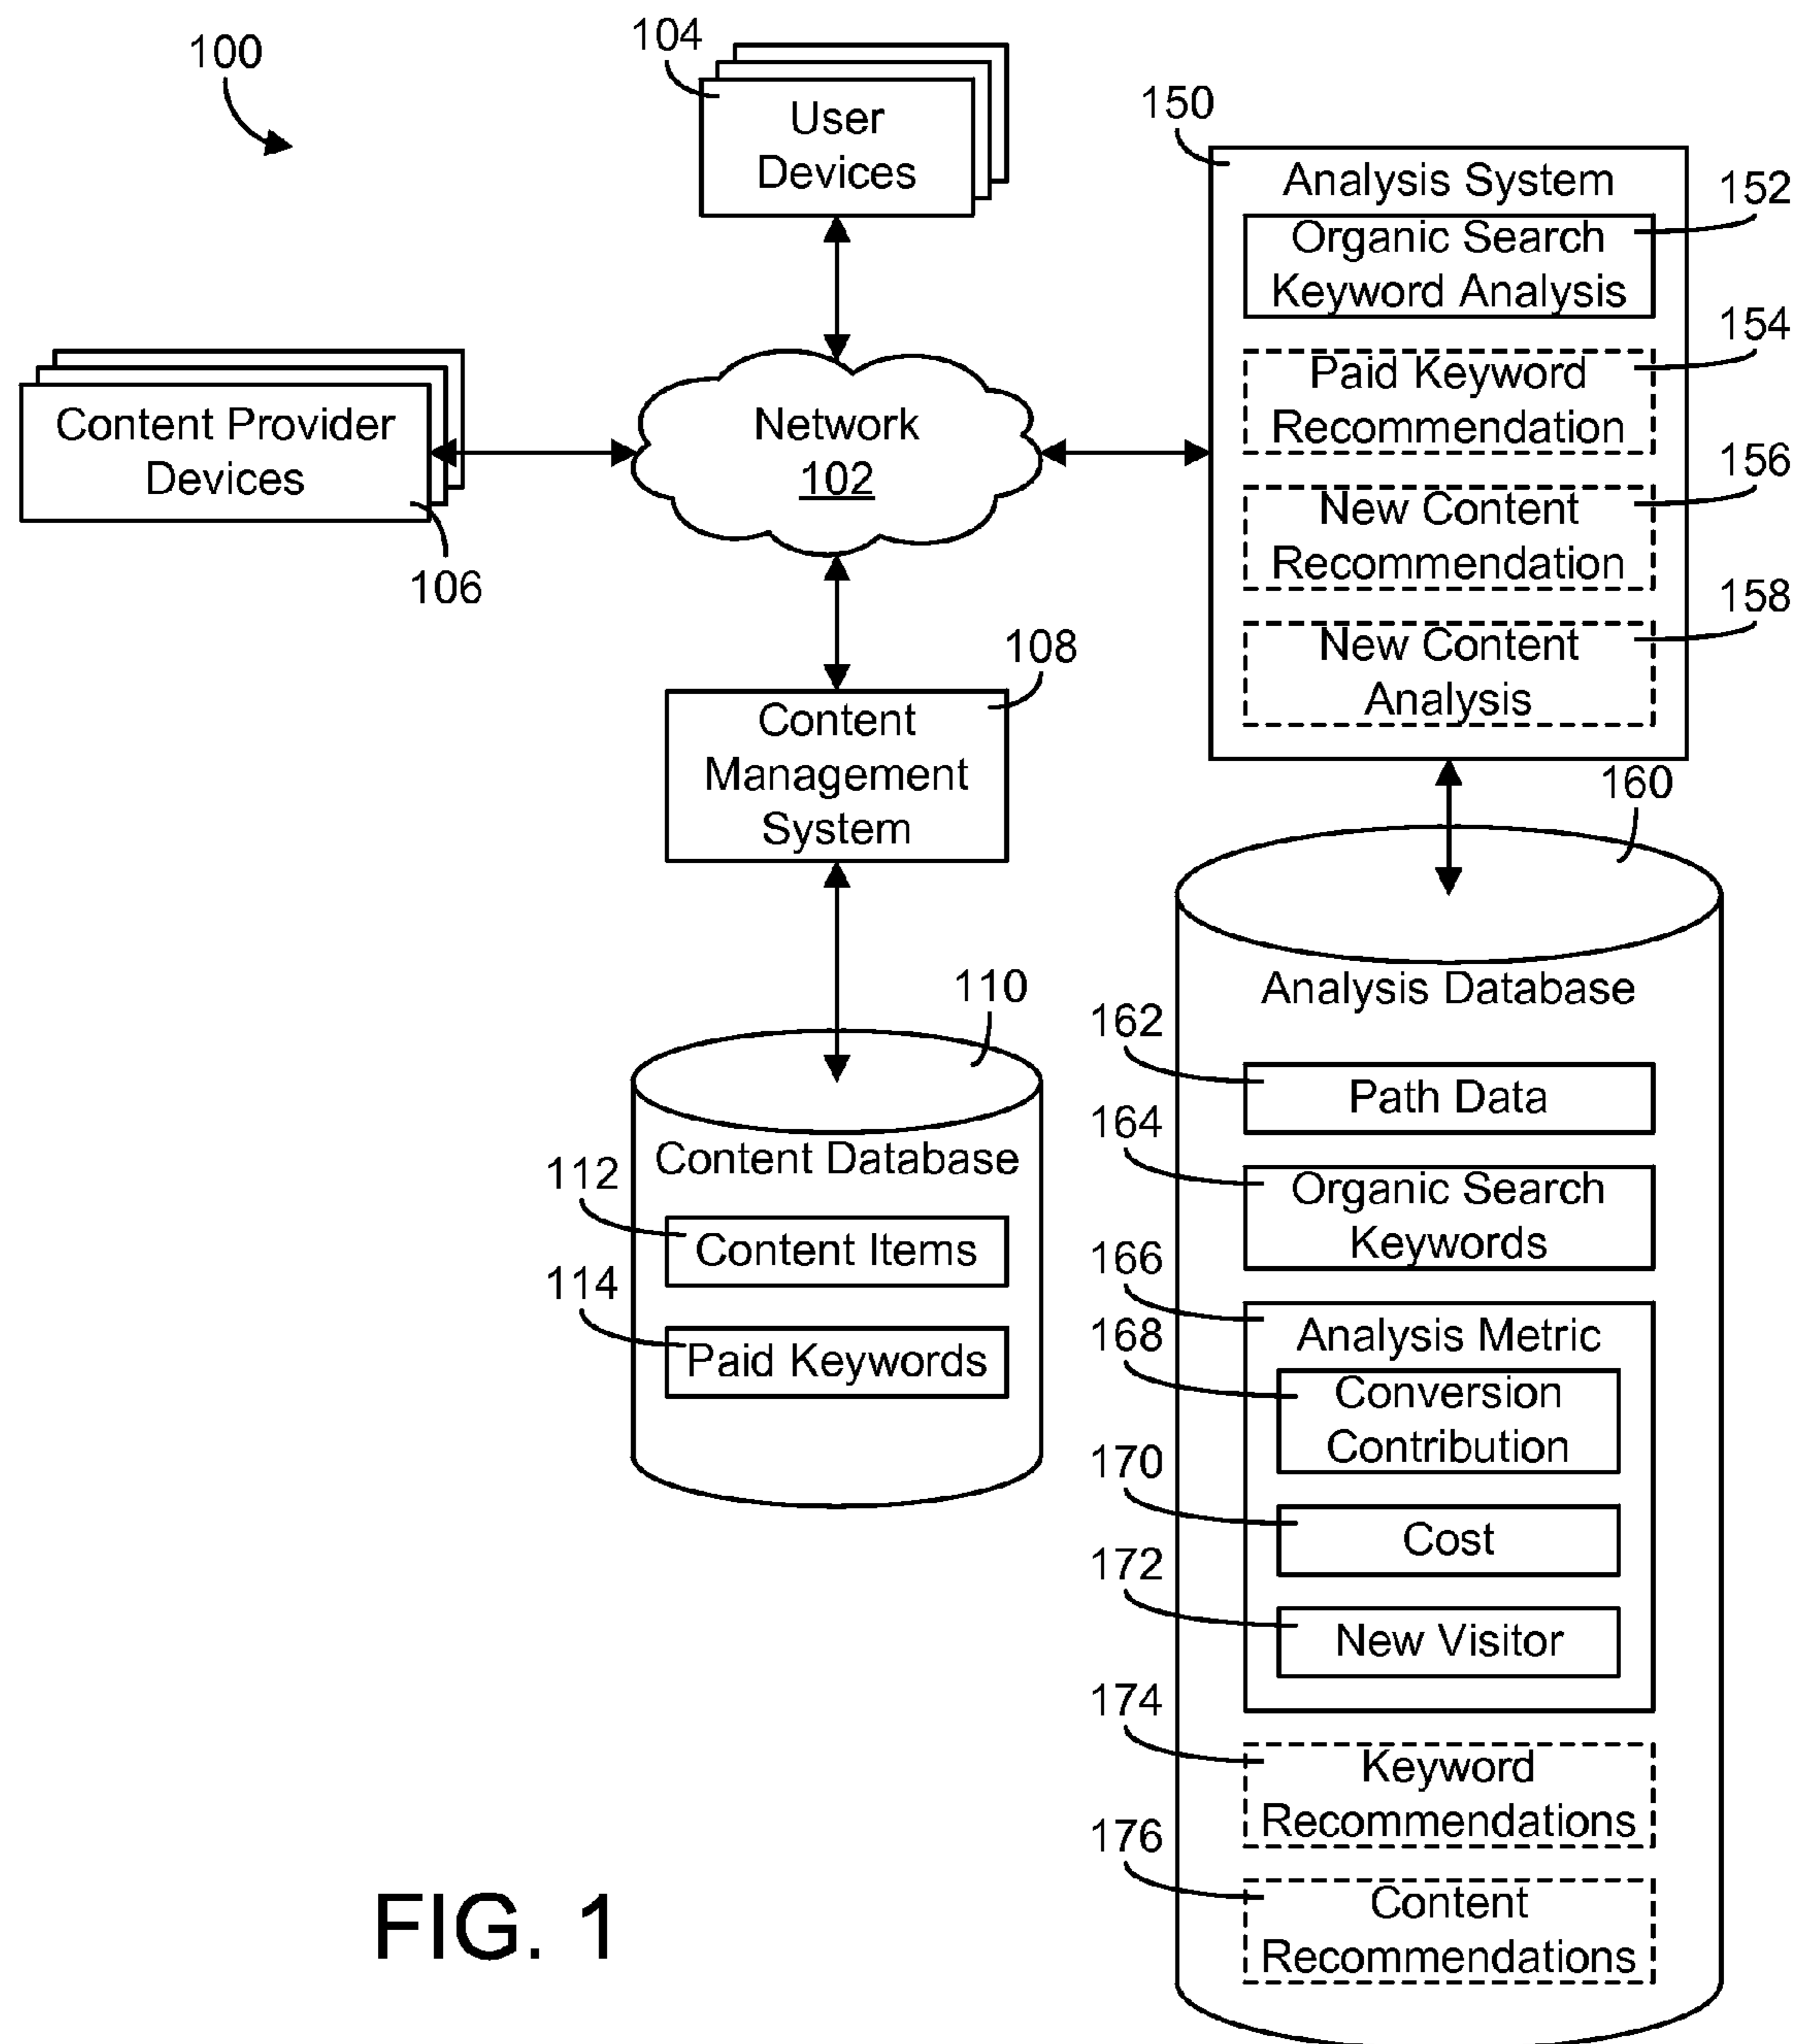 100
104
User
Devices
150
Analysis System
152
Organic Search
Keyword Analysis
154
Paid Keyword
Recommendation
156
New Content
Recommendation
158
New Content
Analysis
Content Provider
Devices
106
Network
102
108
Content
Management
System
110
Content Database
112
Content Items
114
Paid Keywords
160
Analysis Database
162
Path Data
164
Organic Search
Keywords
166
Analysis Metric
168
Conversion
Contribution
170
Cost
172
New Visitor
174
Keyword
Recommendations
176
Content
Recommendations
FIG. 1